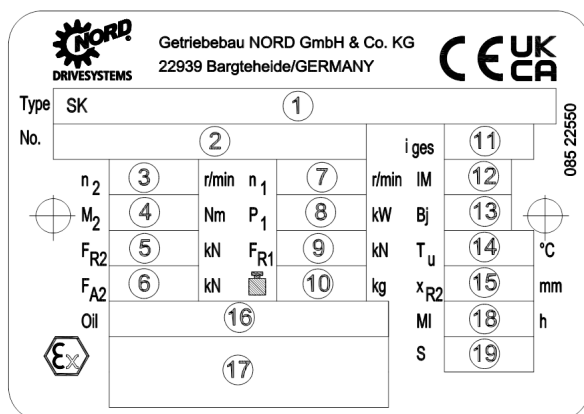 NORD
DRIVESYSTEMS
Getriebebau NORD GmbH & Co. KG
22939 Bargteheide/GERMANY
CE UK CA
Type SK 1
No. 2 i ges 11
n2 3 r/min n1 7 r/min IM 12
M2 4 Nm P1 8 kW Bj 13
FR2 5 kN FR1 9 kN Tu 14 °C
FA2 6 kN 10 kg xR2 15 mm
Oil 16 MI 18 h
17 S 19
Ex
085 22550